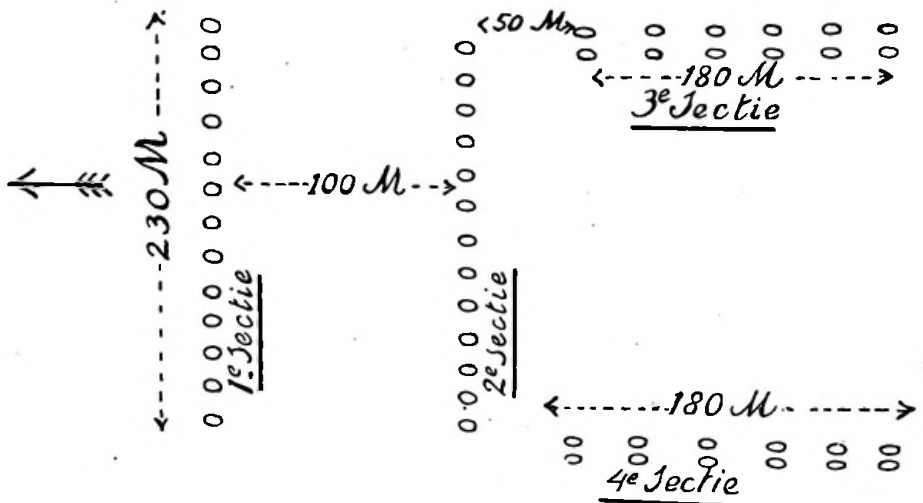 50 M
180 M
3e Sectie
230 M
100 M
1e Sectie
2e Sectie
180 M
4e Sectie